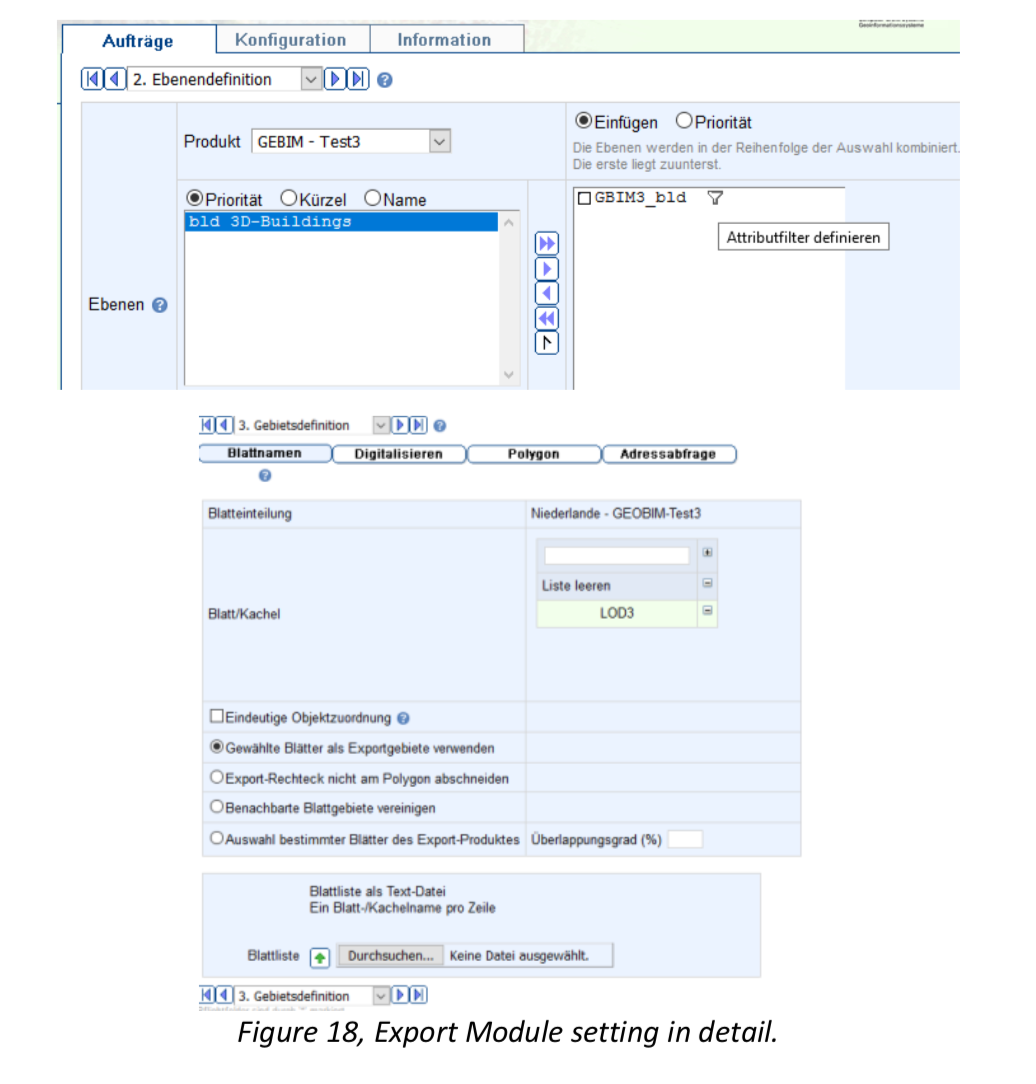 Geoinformationssysteme
Aufträge Konfiguration Information
2. Ebenendefinition
Produkt GEBIM - Test3
Einfügen Priorität
Die Ebenen werden in der Reihenfolge der Auswahl kombiniert.
Die erste liegt zuunterst.
Priorität Kürzel Name
bld 3D-Buildings
GBIM3_bld
Attributfilter definieren
Ebenen
3. Gebietsdefinition
Blattnamen Digitalisieren Polygon Adressabfrage
Blatteinteilung Niederlande - GEOBIM-Test3
Liste leeren
Blatt/Kachel LOD3
Eindeutige Objektzuordnung
Gewählte Blätter als Exportgebiete verwenden
Export-Rechteck nicht am Polygon abschneiden
Benachbarte Blattgebiete vereinigen
Auswahl bestimmter Blätter des Export-Produktes Überlappungsgrad (%)
Blattliste als Text-Datei
Ein Blatt-/Kachelname pro Zeile
Blattliste Durchsuchen... Keine Datei ausgewählt.
3. Gebietsdefinition
Figure 18, Export Module setting in detail.